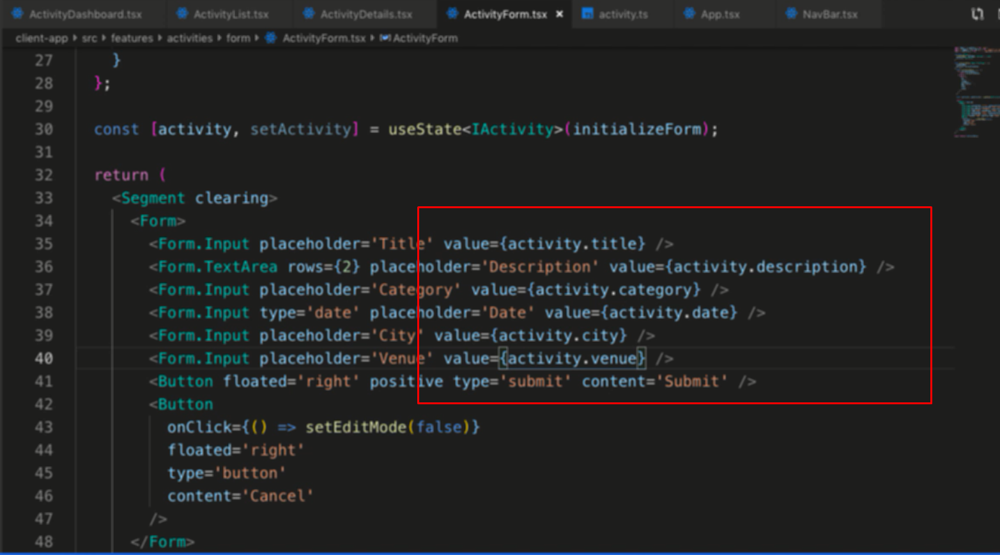 ActivityDashboard.tsx ActivityList.tsx ActivityDetails.tsx ActivityForm.tsx × TS activity.ts App.tsx NavBar.tsx
client-app src features activities form ActivityForm.tsx ActivityForm
27 }
28 };
29
30 const [activity, setActivity] = useState<IActivity>(initializeForm);
31
32 return (
33 <Segment clearing>
34 <Form>
35 <Form.Input placeholder='Title' value={activity.title} />
36 <Form.TextArea rows={2} placeholder='Description' value={activity.description} />
37 <Form.Input placeholder='Category' value={activity.category} />
38 <Form.Input type='date' placeholder='Date' value={activity.date} />
39 <Form.Input placeholder='City' value={activity.city} />
40 <Form.Input placeholder='Venue' value={activity.venue} />
41 <Button floated='right' positive type='submit' content='Submit' />
42 <Button
43 onClick={() => setEditMode(false)}
44 floated='right'
45 type='button'
46 content='Cancel'
47 />
48 </Form>